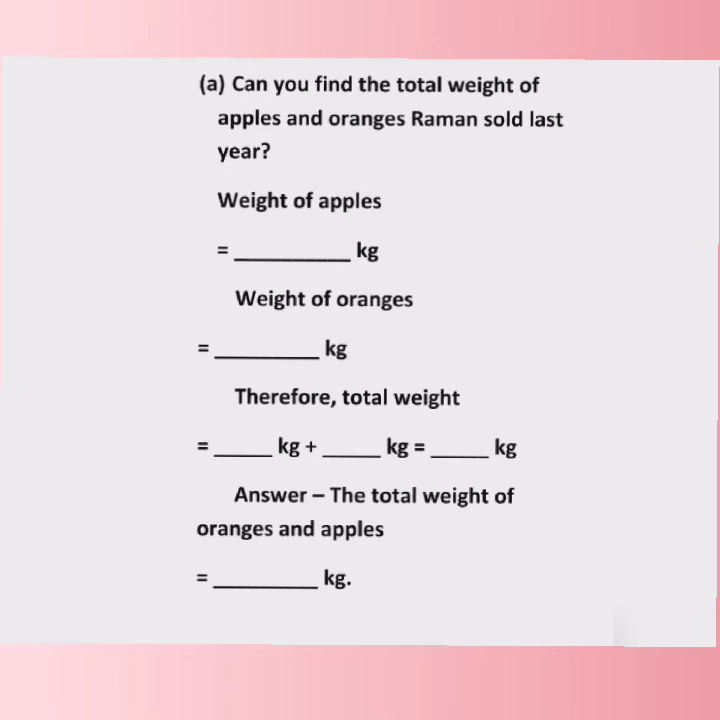 (a) Can you find the total weight of
apples and oranges Raman sold last
year?
Weight of apples
= __________ kg
Weight of oranges
= _________ kg
Therefore, total weight
= _____ kg + _____ kg = _____ kg
Answer – The total weight of
oranges and apples
= _________ kg.